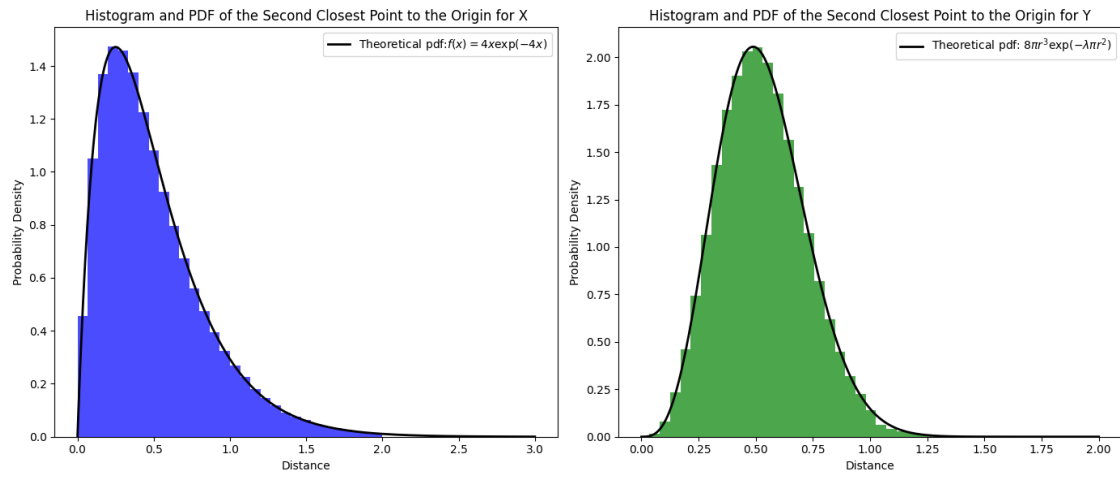 Histogram and PDF of the Second Closest Point to the Origin for X
Theoretical pdf:f(x) = 4xexp(−4x)
Probability Density
1.4
1.2
1.0
0.8
0.6
0.4
0.2
0.0
0.0 0.5 1.0 1.5 2.0 2.5 3.0
Distance
Histogram and PDF of the Second Closest Point to the Origin for Y
Theoretical pdf: 8πr³exp(−λπr²)
Probability Density
2.00
1.75
1.50
1.25
1.00
0.75
0.50
0.25
0.00
0.00 0.25 0.50 0.75 1.00 1.25 1.50 1.75 2.00
Distance